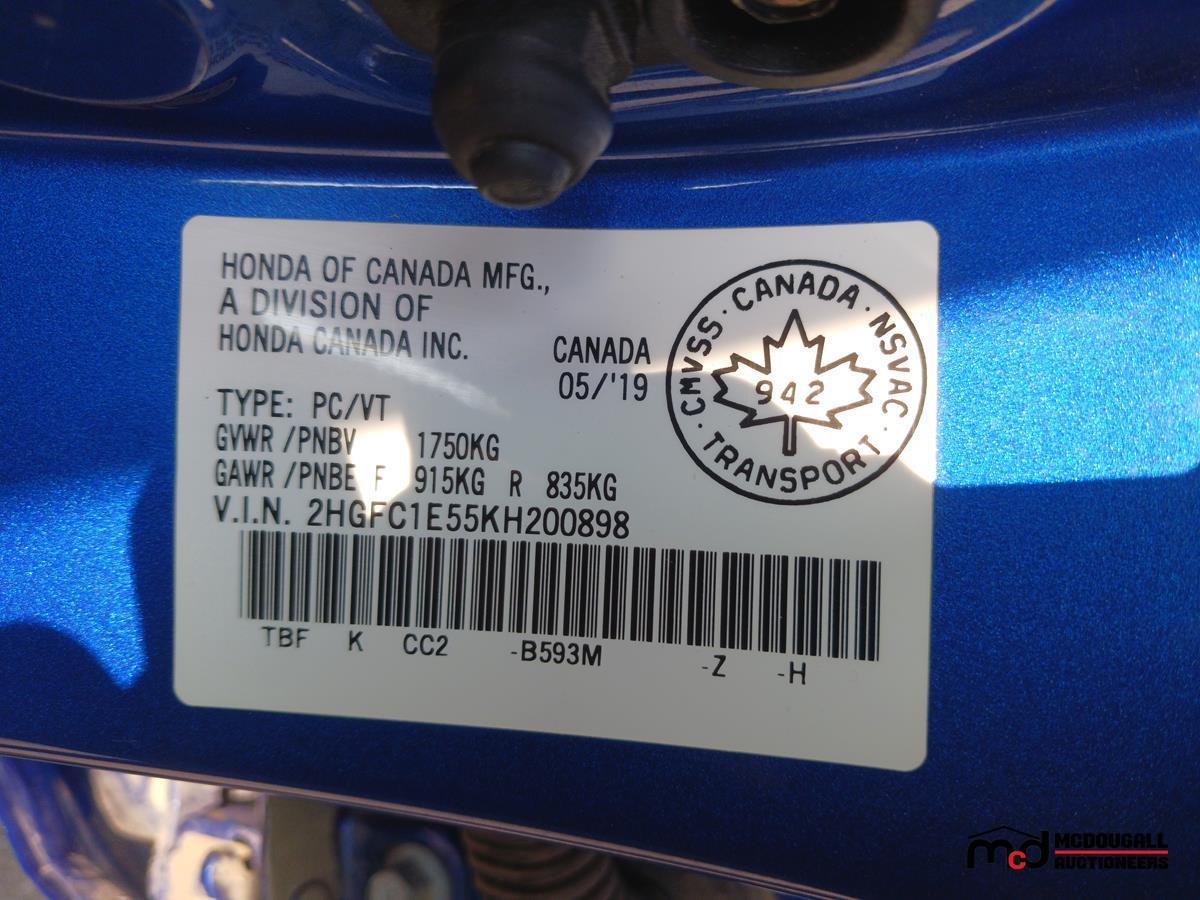 HONDA OF CANADA MFG.,
A DIVISION OF
HONDA CANADA INC.
CANADA
05/'19
CMVSS · CANADA · NSVAC · TRANSPORT ·
942
TYPE: PC/VT
GVWR /PNBV 1750KG
GAWR /PNBE F 915KG R 835KG
V.I.N. 2HGFC1E55KH200898
TBF K CC2 -B593M -Z -H
mcd MCDOUGALL
AUCTIONEERS